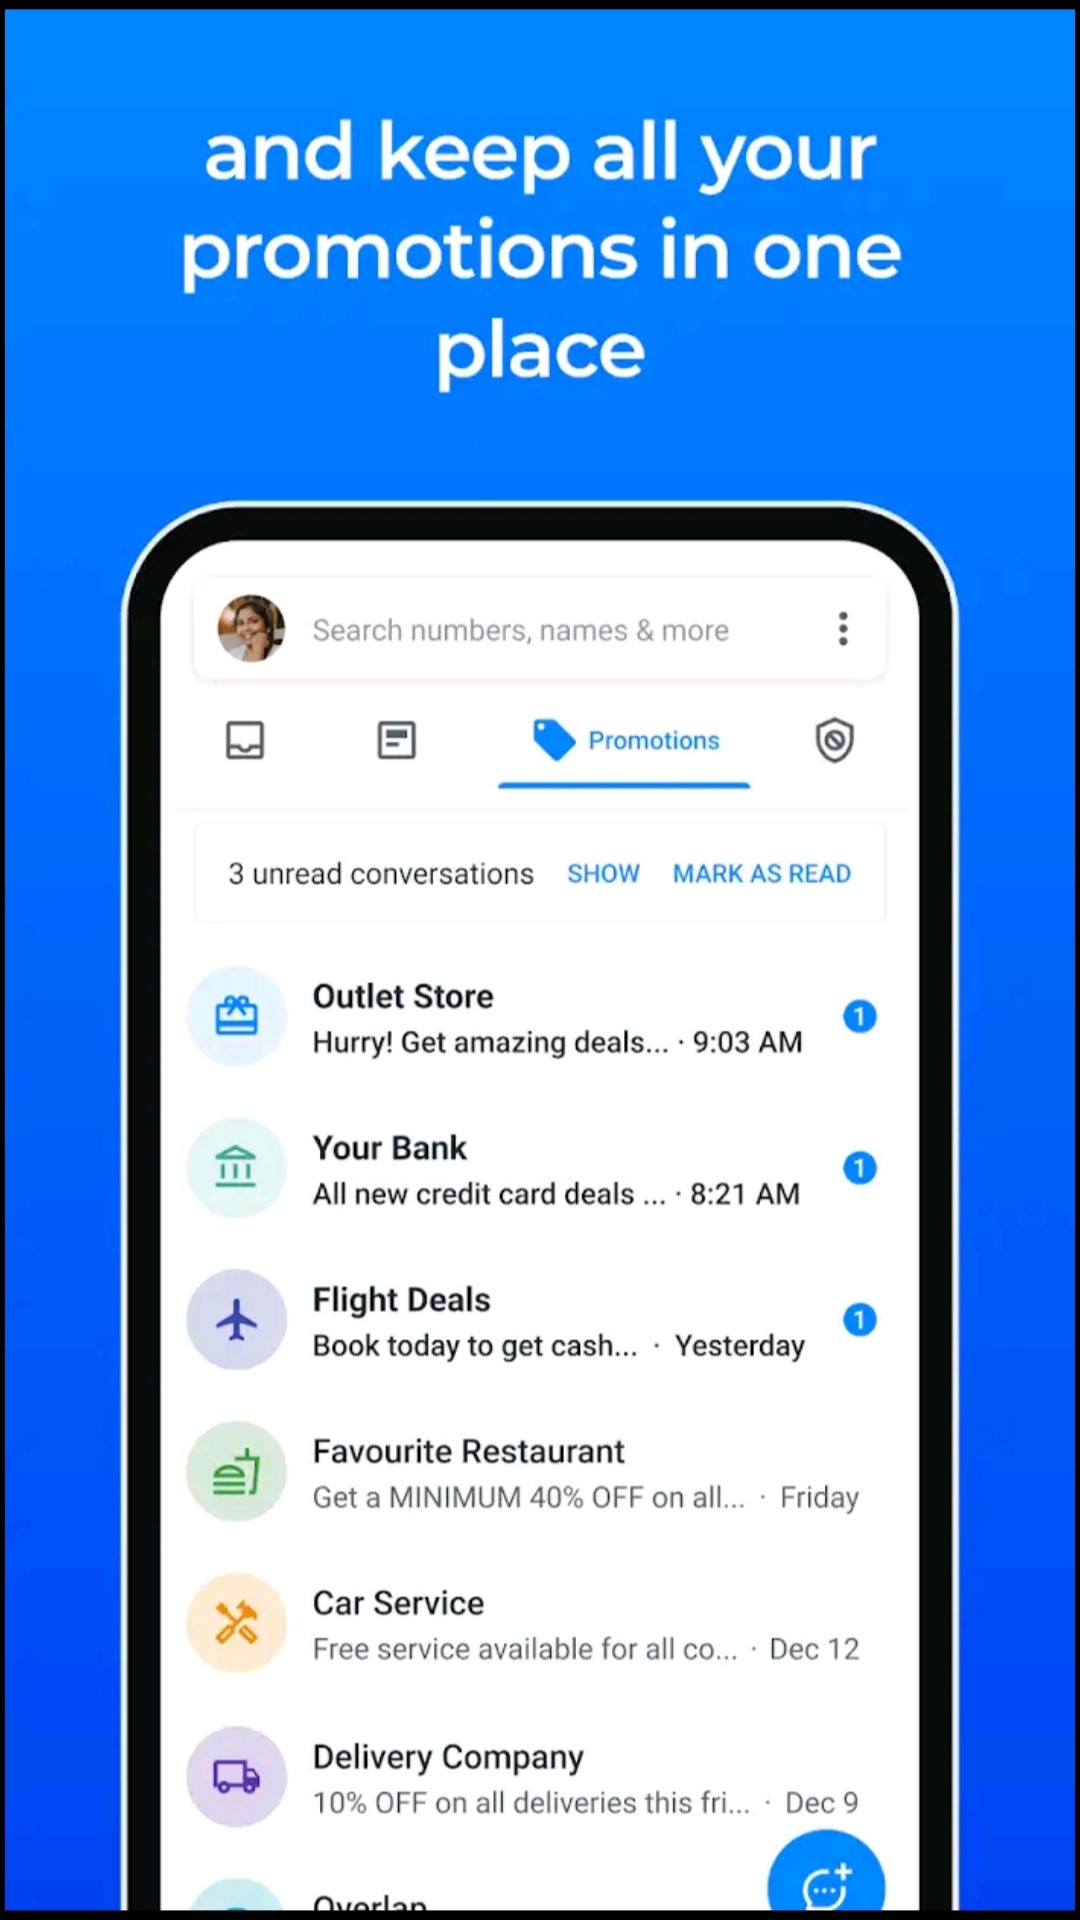 and keep all your
promotions in one
place
Search numbers, names & more
Promotions
3 unread conversations SHOW MARK AS READ
Outlet Store
Hurry! Get amazing deals... · 9:03 AM
1
Your Bank
All new credit card deals ... · 8:21 AM
1
Flight Deals
Book today to get cash... · Yesterday
1
Favourite Restaurant
Get a MINIMUM 40% OFF on all... · Friday
Car Service
Free service available for all co... · Dec 12
Delivery Company
10% OFF on all deliveries this fri... · Dec 9
Overlap